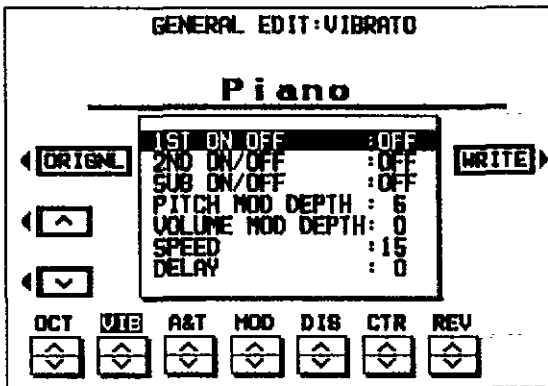 GENERAL EDIT:VIBRATO
Piano
ORIGNL
WRITE
1ST ON OFF :OFF
2ND ON/OFF :OFF
SUB ON/OFF :OFF
PITCH MOD DEPTH : 6
VOLUME MOD DEPTH: 0
SPEED :15
DELAY : 0
OCT VIB A&T MOD DIS CTR REV